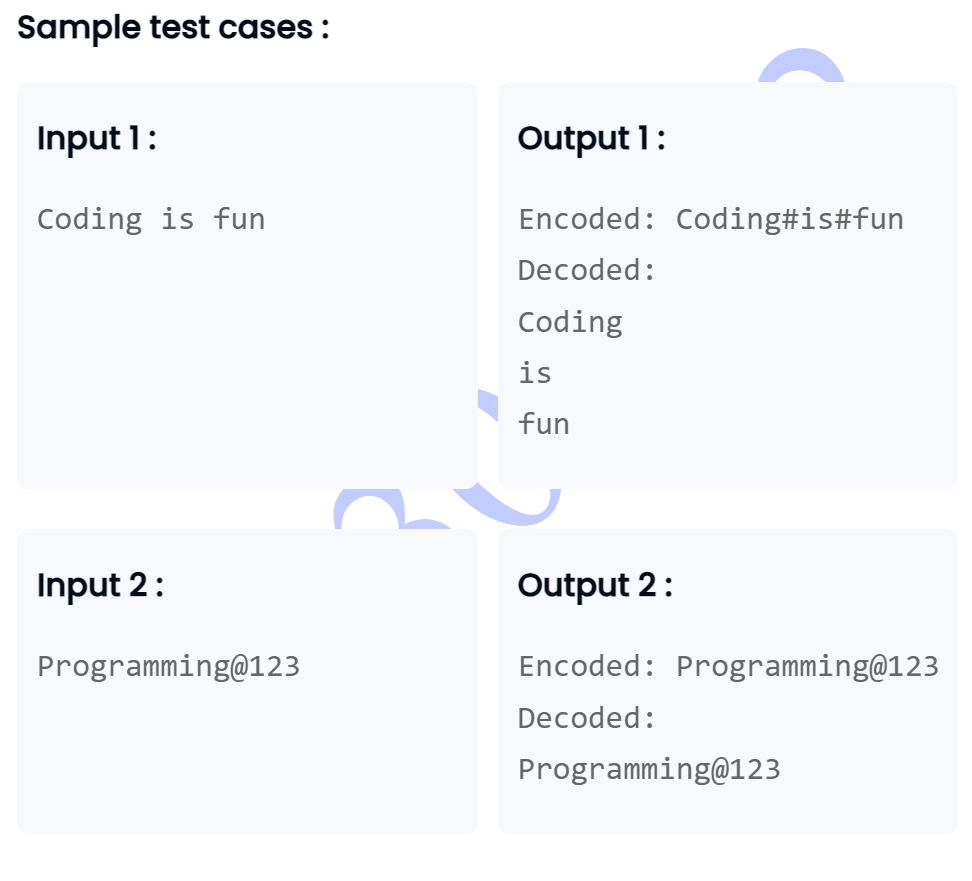 Sample test cases :
Input 1 :
Coding is fun
Output 1 :
Encoded: Coding#is#fun
Decoded:
Coding
is
fun
Input 2 :
Programming@123
Output 2 :
Encoded: Programming@123
Decoded:
Programming@123